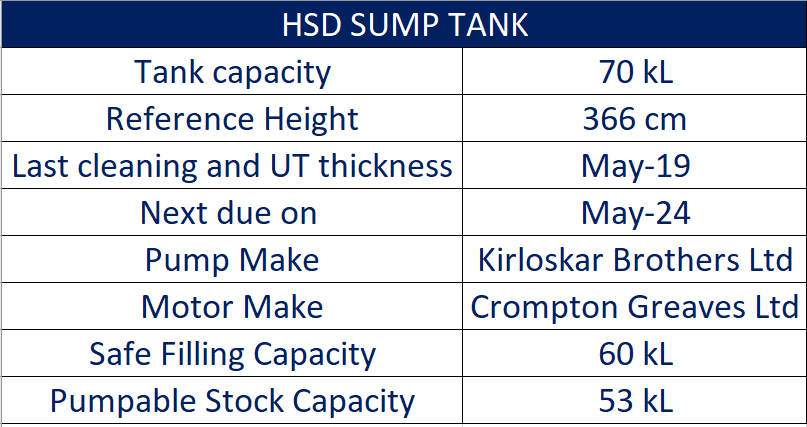 HSD SUMP TANK
Tank capacity 70 kL
Reference Height 366 cm
Last cleaning and UT thickness May-19
Next due on May-24
Pump Make Kirloskar Brothers Ltd
Motor Make Crompton Greaves Ltd
Safe Filling Capacity 60 kL
Pumpable Stock Capacity 53 kL